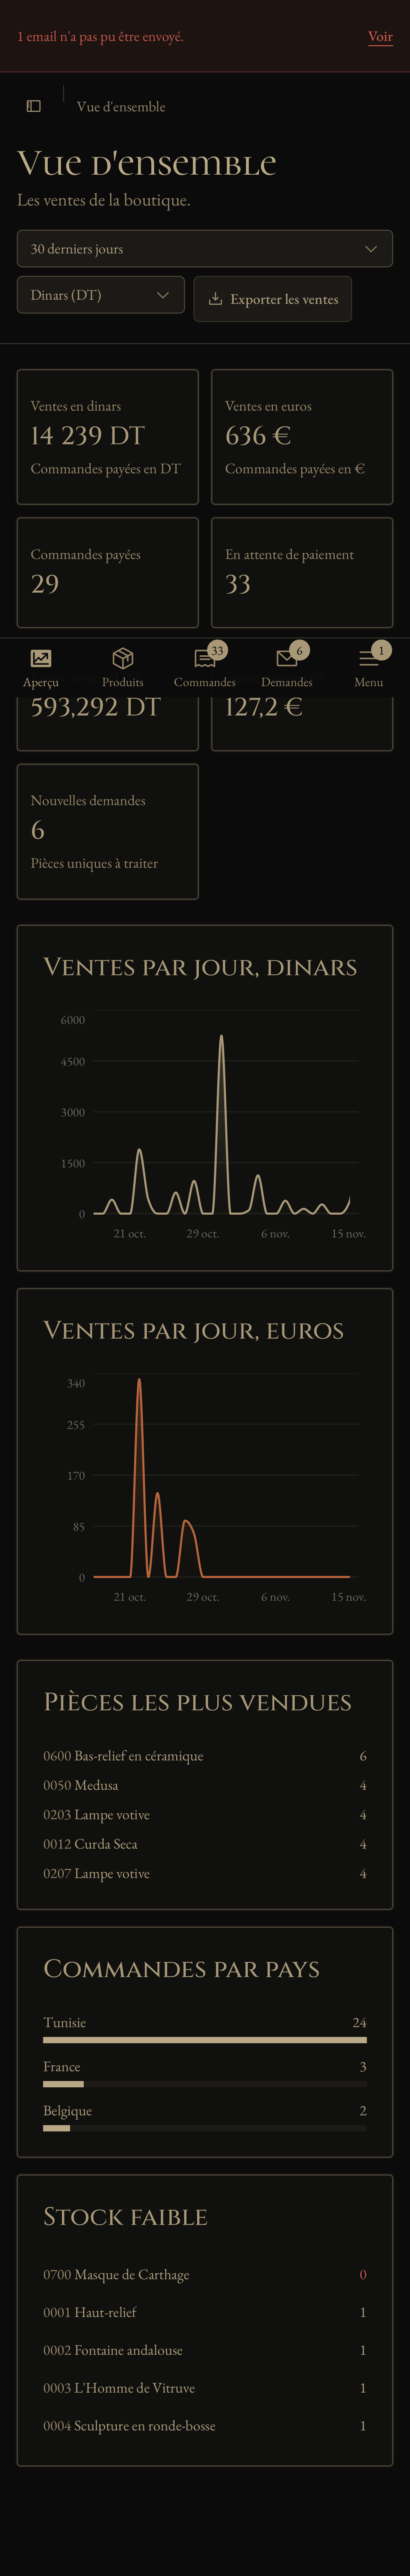 1 email n'a pas pu être envoyé.
Voir
Vue d'ensemble
Vue d'ensemble
Les ventes de la boutique.
30 derniers jours
Dinars (DT)
Exporter les ventes
Ventes en dinars
14 239 DT
Commandes payées en DT
Ventes en euros
636 €
Commandes payées en €
Commandes payées
29
En attente de paiement
33
Aperçu
Produits
33
Commandes
6
Demandes
1
Menu
593,292 DT
127,2 €
Nouvelles demandes
6
Pièces uniques à traiter
Ventes par jour, dinars
6000
4500
3000
1500
0
21 oct.
29 oct.
6 nov.
15 nov.
Ventes par jour, euros
340
255
170
85
0
21 oct.
29 oct.
6 nov.
15 nov.
Pièces les plus vendues
0600 Bas-relief en céramique 6
0050 Medusa 4
0203 Lampe votive 4
0012 Curda Seca 4
0207 Lampe votive 4
Commandes par pays
Tunisie 24
France 3
Belgique 2
Stock faible
0700 Masque de Carthage 0
0001 Haut-relief 1
0002 Fontaine andalouse 1
0003 L'Homme de Vitruve 1
0004 Sculpture en ronde-bosse 1